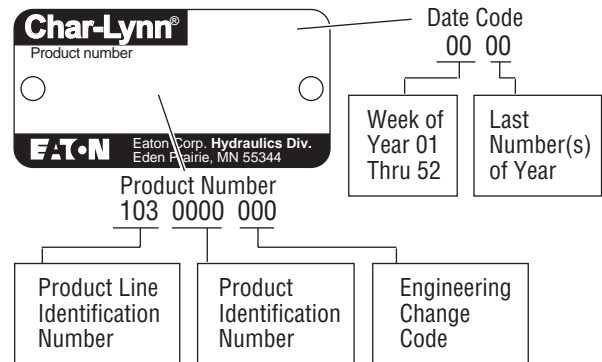 Char-Lynn®
Product number
EATON
Eaton Corp. Hydraulics Div.
Eden Prairie, MN 55344
Date Code
00 00
Week of
Year 01
Thru 52
Last
Number(s)
of Year
Product Number
103 0000 000
Product Line
Identification
Number
Product
Identification
Number
Engineering
Change
Code